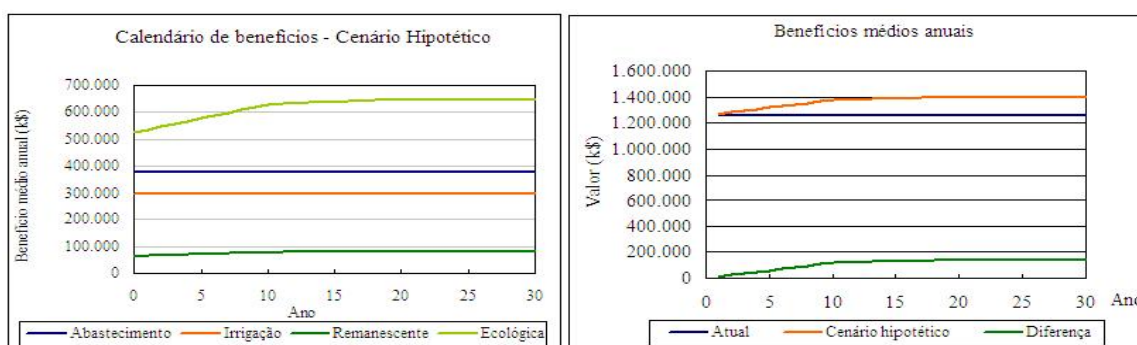 Calendário de benefícios - Cenário Hipotético
Benefício médio anual (k$)
700.000
600.000
500.000
400.000
300.000
200.000
100.000
0
0 5 10 15 20 25 30
Ano
Abastecimento Irrigação Remanescente Ecológica
Benefícios médios anuais
Valor (k$)
1.600.000
1.400.000
1.200.000
1.000.000
800.000
600.000
400.000
200.000
0
0 5 10 15 20 25 30 Ano
Atual Cenário hipotético Diferença